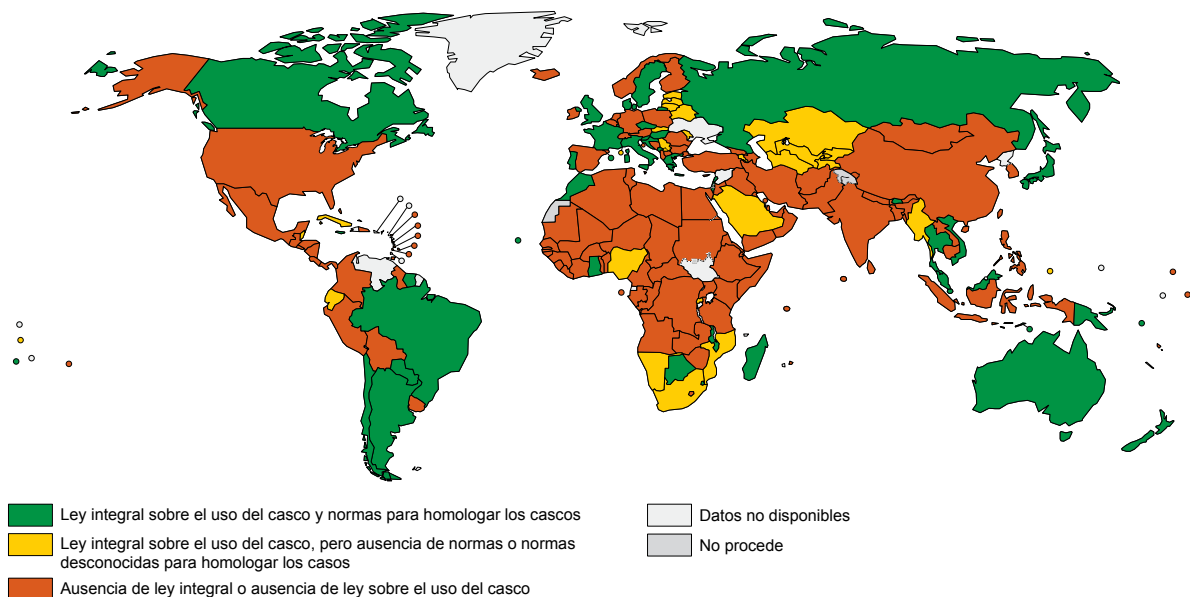 Ley integral sobre el uso del casco y normas para homologar los cascos
Ley integral sobre el uso del casco, pero ausencia de normas o normas
desconocidas para homologar los casos
Ausencia de ley integral o ausencia de ley sobre el uso del casco
Datos no disponibles
No procede